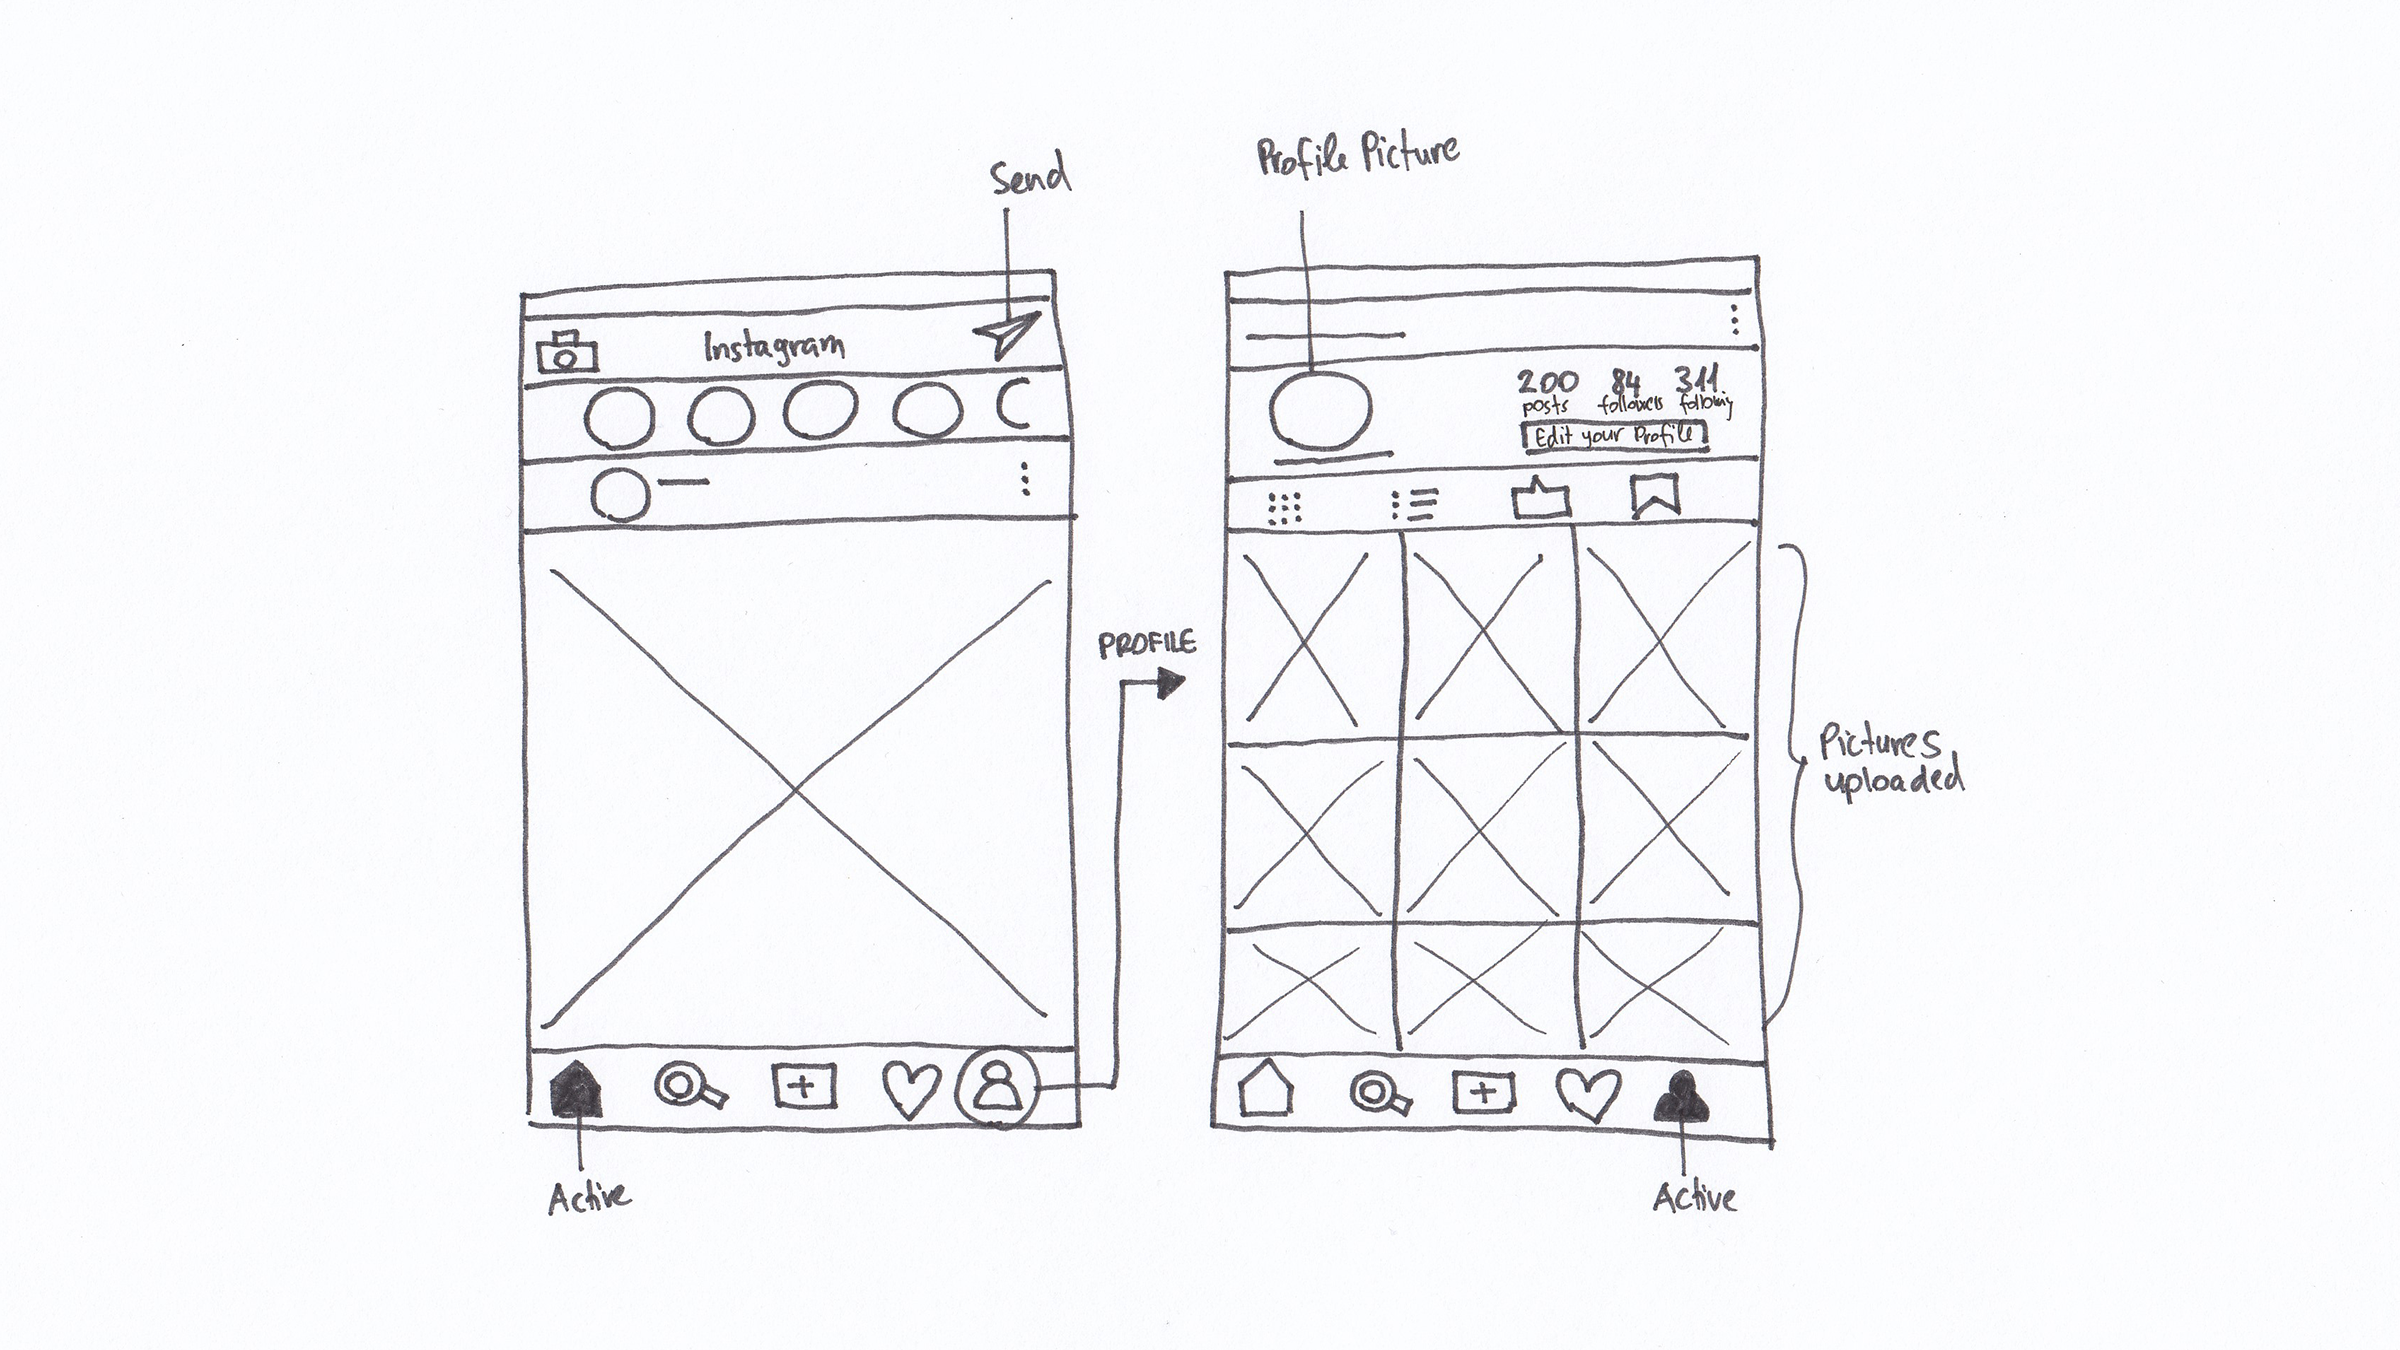 Send
Profile Picture
Instagram
200 84 311
posts followers following
Edit your Profile
PROFILE
Pictures
uploaded
Active
Active